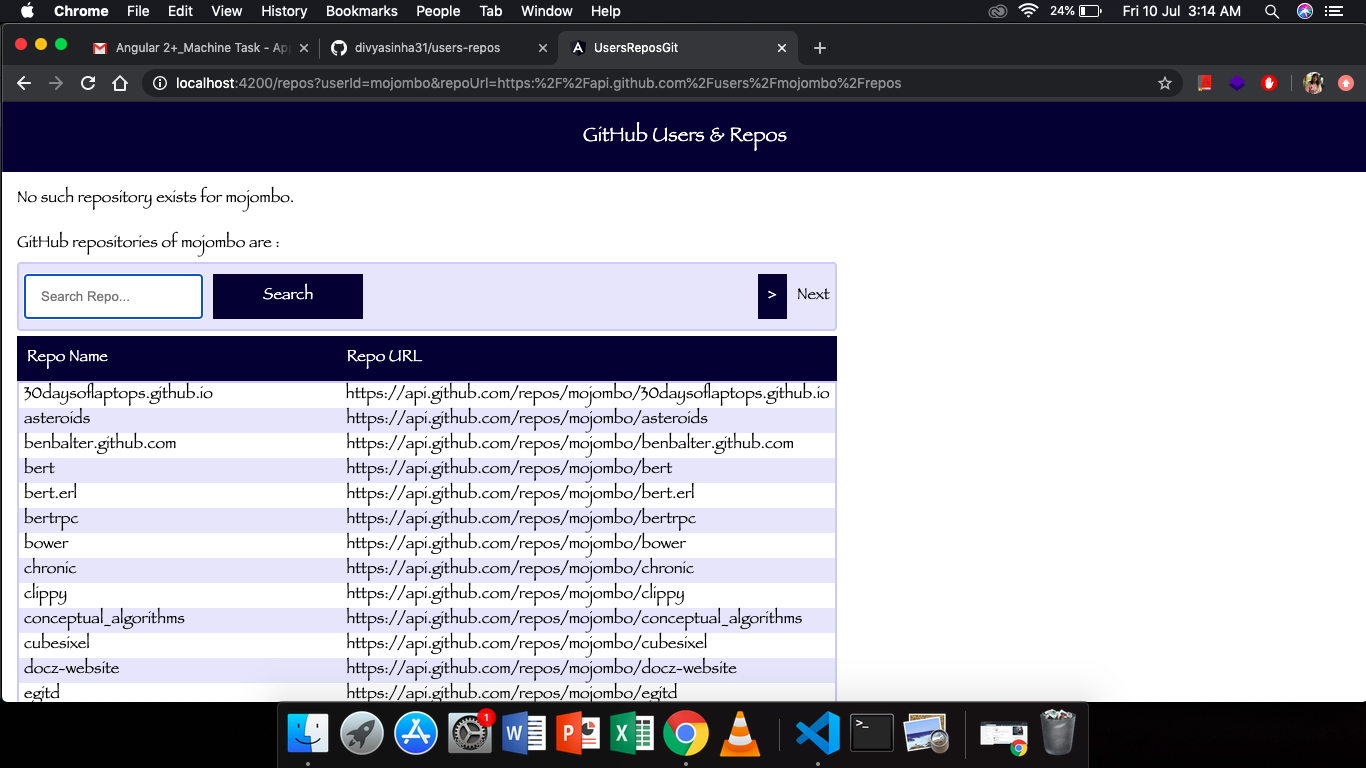 Chrome File Edit View History Bookmarks People Tab Window Help 24% Fri 10 Jul 3:14 AM
Angular 2+_Machine Task - Ap divyasinha31/users-repos UsersReposGit
localhost:4200/repos?userId=mojombo&repoUrl=https:%2F%2Fapi.github.com%2Fusers%2Fmojombo%2Frepos
GitHub Users & Repos
No such repository exists for mojombo.
GitHub repositories of mojombo are :
Search Repo... Search > Next
Repo Name Repo URL
30daysoflaptops.github.io https://api.github.com/repos/mojombo/30daysoflaptops.github.io
asteroids https://api.github.com/repos/mojombo/asteroids
benbalter.github.com https://api.github.com/repos/mojombo/benbalter.github.com
bert https://api.github.com/repos/mojombo/bert
bert.erl https://api.github.com/repos/mojombo/bert.erl
bertrpc https://api.github.com/repos/mojombo/bertrpc
bower https://api.github.com/repos/mojombo/bower
chronic https://api.github.com/repos/mojombo/chronic
clippy https://api.github.com/repos/mojombo/clippy
conceptual_algorithms https://api.github.com/repos/mojombo/conceptual_algorithms
cubesixel https://api.github.com/repos/mojombo/cubesixel
docz-website https://api.github.com/repos/mojombo/docz-website
egitd https://api.github.com/repos/mojombo/egitd
1
W P X >_